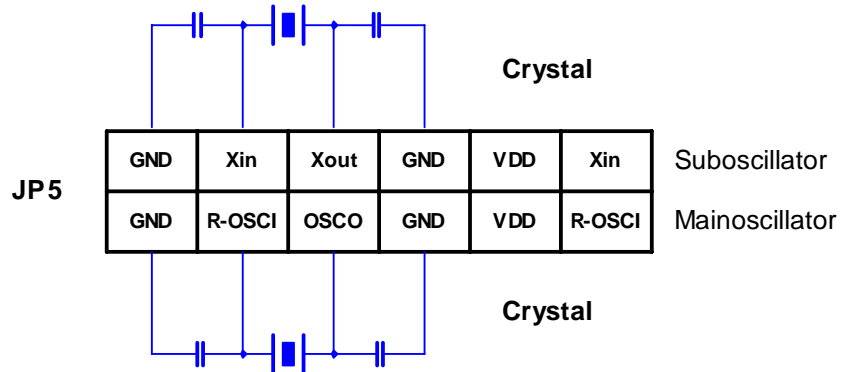 Crystal
GND Xin Xout GND VDD Xin Suboscillator
JP5
GND R-OSCI OSCO GND VDD R-OSCI Mainoscillator
Crystal